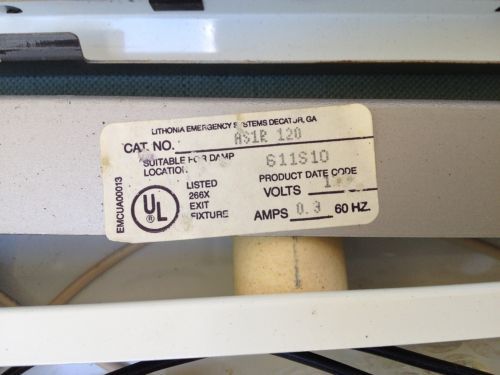 LITHONIA EMERGENCY SYSTEMS DECATUR, GA
CAT. NO. AS1R 120
SUITABLE FOR DAMP LOCATION
611S10
PRODUCT DATE CODE
UL
LISTED
266X
EXIT
FIXTURE
VOLTS
AMPS 0.3 60 HZ.
EMCUA00013